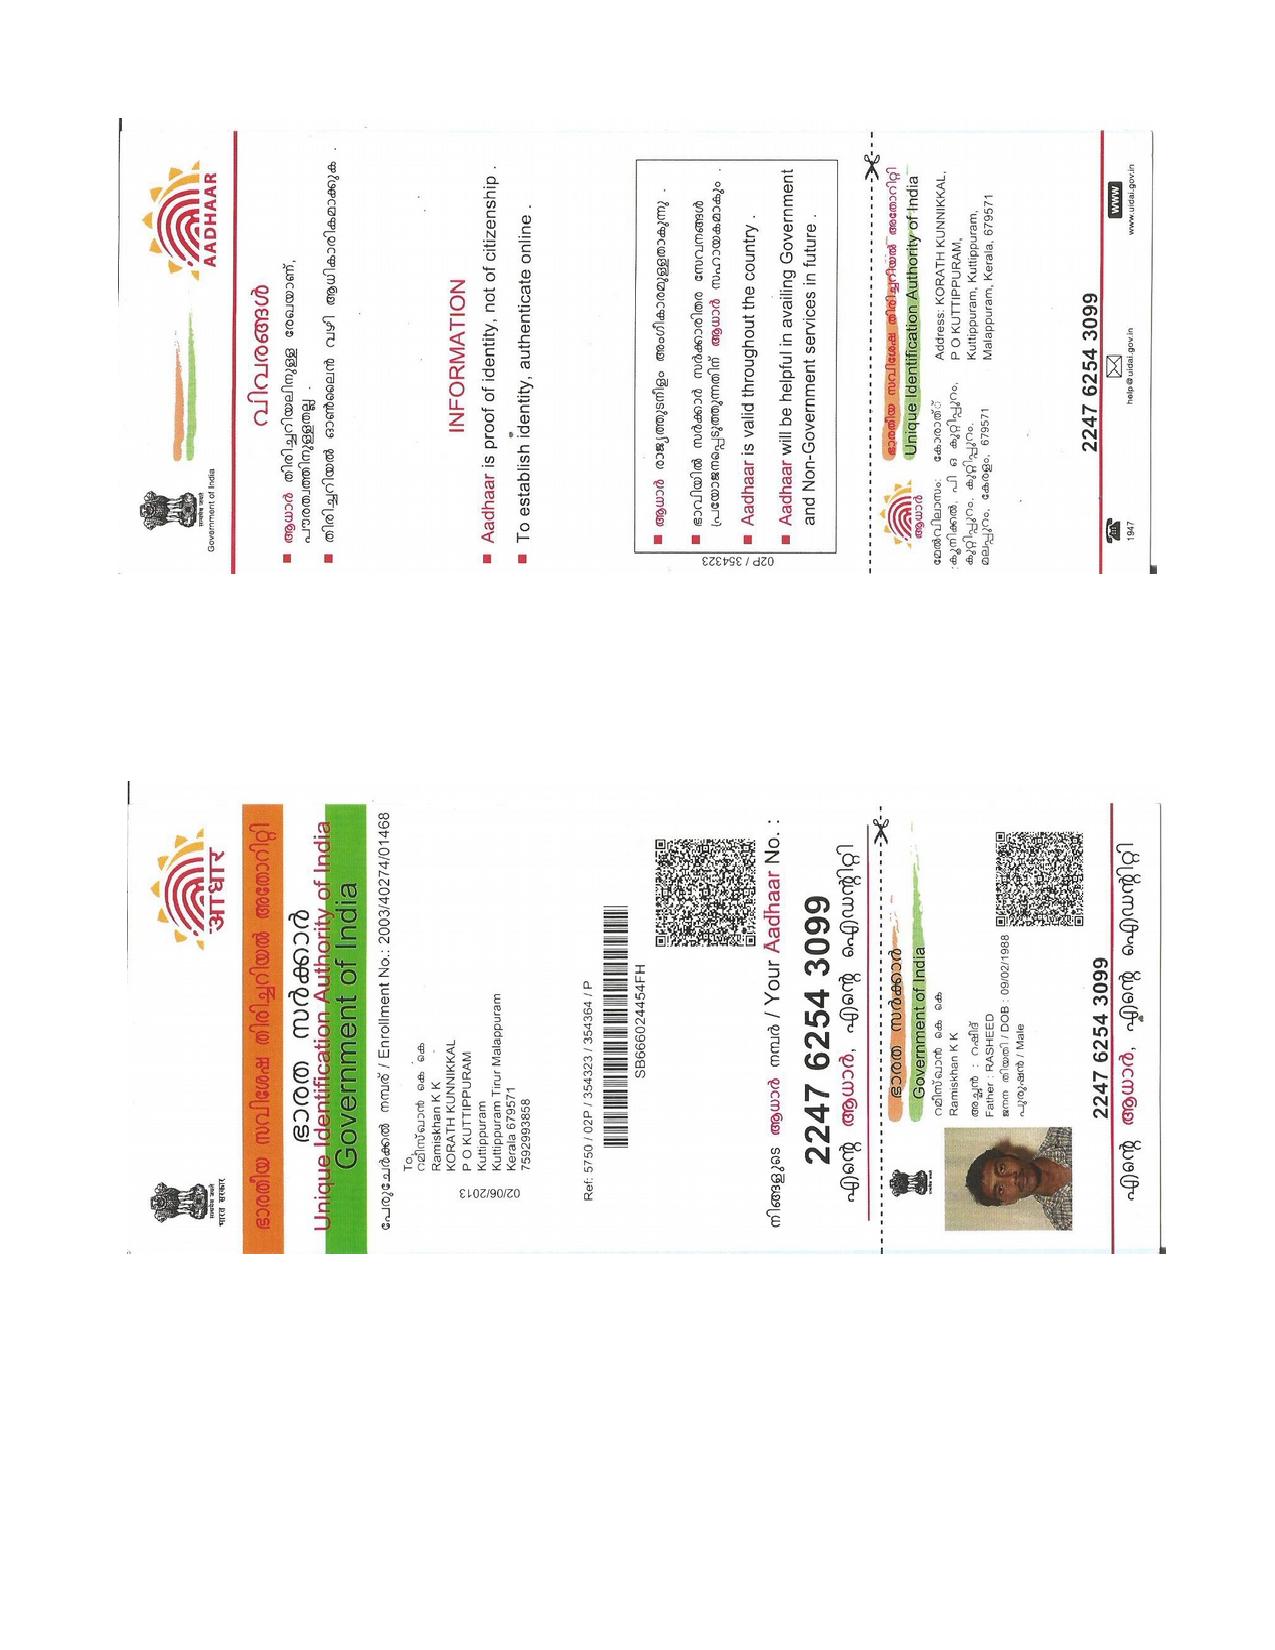 AADHAAR
सत्यमेव जयते
Government of India
വിവരങ്ങൾ
ആധാർ തിരിച്ചറിയലിനുള്ള രേഖയാണ്,
പൗരത്വത്തിനുള്ളതല്ല .
തിരിച്ചറിയൽ ഓൺലൈൻ വഴി ആധികാരികമാക്കുക .
INFORMATION
Aadhaar is proof of identity, not of citizenship .
To establish identity, authenticate online .
ആധാർ രാജ്യത്തുടനീളം അംഗീകാരമുള്ളതാകുന്നു .
ഭാവിയിൽ സർക്കാർ സർക്കാരിതര സേവനങ്ങൾ
പ്രയോജനപ്പെടുത്തുന്നതിന് ആധാർ സഹായകമാകും .
Aadhaar is valid throughout the country .
Aadhaar will be helpful in availing Government
and Non-Government services in future .
02P / 354323
ഭാരതീയ സവിശേഷ തിരിച്ചറിയൽ അതോറിറ്റി
Unique Identification Authority of India
ആധാർ
മേൽവിലാസം: കോരാത്
കുന്നിക്കൽ, പി ഒ കുറ്റിപ്പുറം,
കുറ്റിപ്പുറം, കുറ്റിപ്പുറം,
മലപ്പുറം, കേരളം, 679571
Address: KORATH KUNNIKKAL,
P O KUTTIPPURAM,
Kuttippuram, Kuttippuram,
Malappuram, Kerala, 679571
2247 6254 3099
1947
help@uidai.gov.in
www
www.uidai.gov.in
आधार
सत्यमेव जयते
भारत सरकार
ഭാരതീയ സവിശേഷ തിരിച്ചറിയൽ അതോറിറ്റി
ഭാരത സർക്കാർ
Unique Identification Authority of India
Government of India
പേരുചേർക്കൽ നമ്പര് / Enrollment No.: 2003/40274/01468
To
റമിസ്ഖാൻ കെ കെ
Ramiskhan K K
KORATH KUNNIKKAL
P O KUTTIPPURAM
Kuttippuram
Kuttippuram Tirur Malappuram
Kerala 679571
7592993858
02/06/2013
Ref: 5750 / 02P / 354323 / 354364 / P
SB666024454FH
നിങ്ങളുടെ ആധാർ നമ്പർ / Your Aadhaar No. :
2247 6254 3099
എന്റെ ആധാർ, എന്റെ ഐഡന്റിറ്റി
ഭാരത സർക്കാർ
Government of India
റമിസ്ഖാൻ കെ കെ
Ramiskhan K K
അച്ഛൻ : റഷീദ്
Father : RASHEED
ജനന തിയതി / DOB : 09/02/1988
പുരുഷൻ / Male
2247 6254 3099
എന്റെ ആധാർ, എന്റെ ഐഡന്റിറ്റി